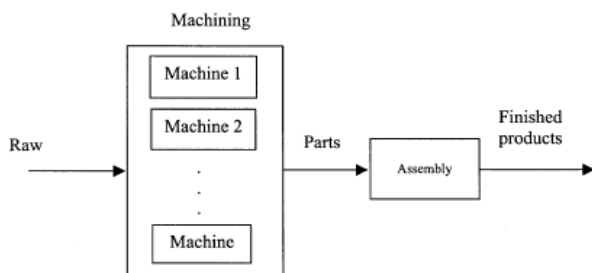 Machining
Machine 1
Machine 2
Machine
Raw
Parts
Assembly
Finished
products